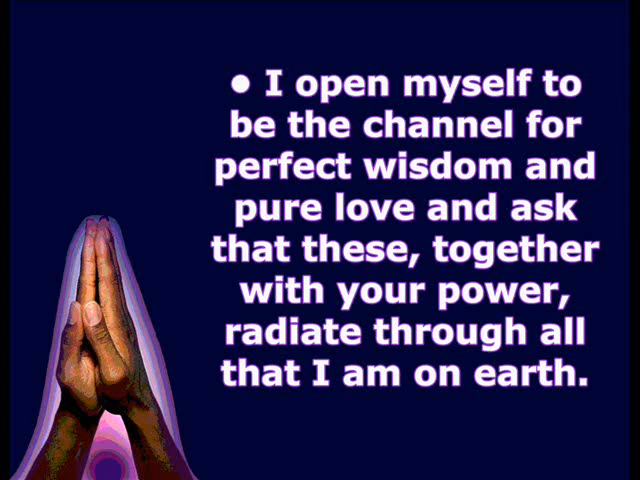 • I open myself to
be the channel for
perfect wisdom and
pure love and ask
that these, together
with your power,
radiate through all
that I am on earth.